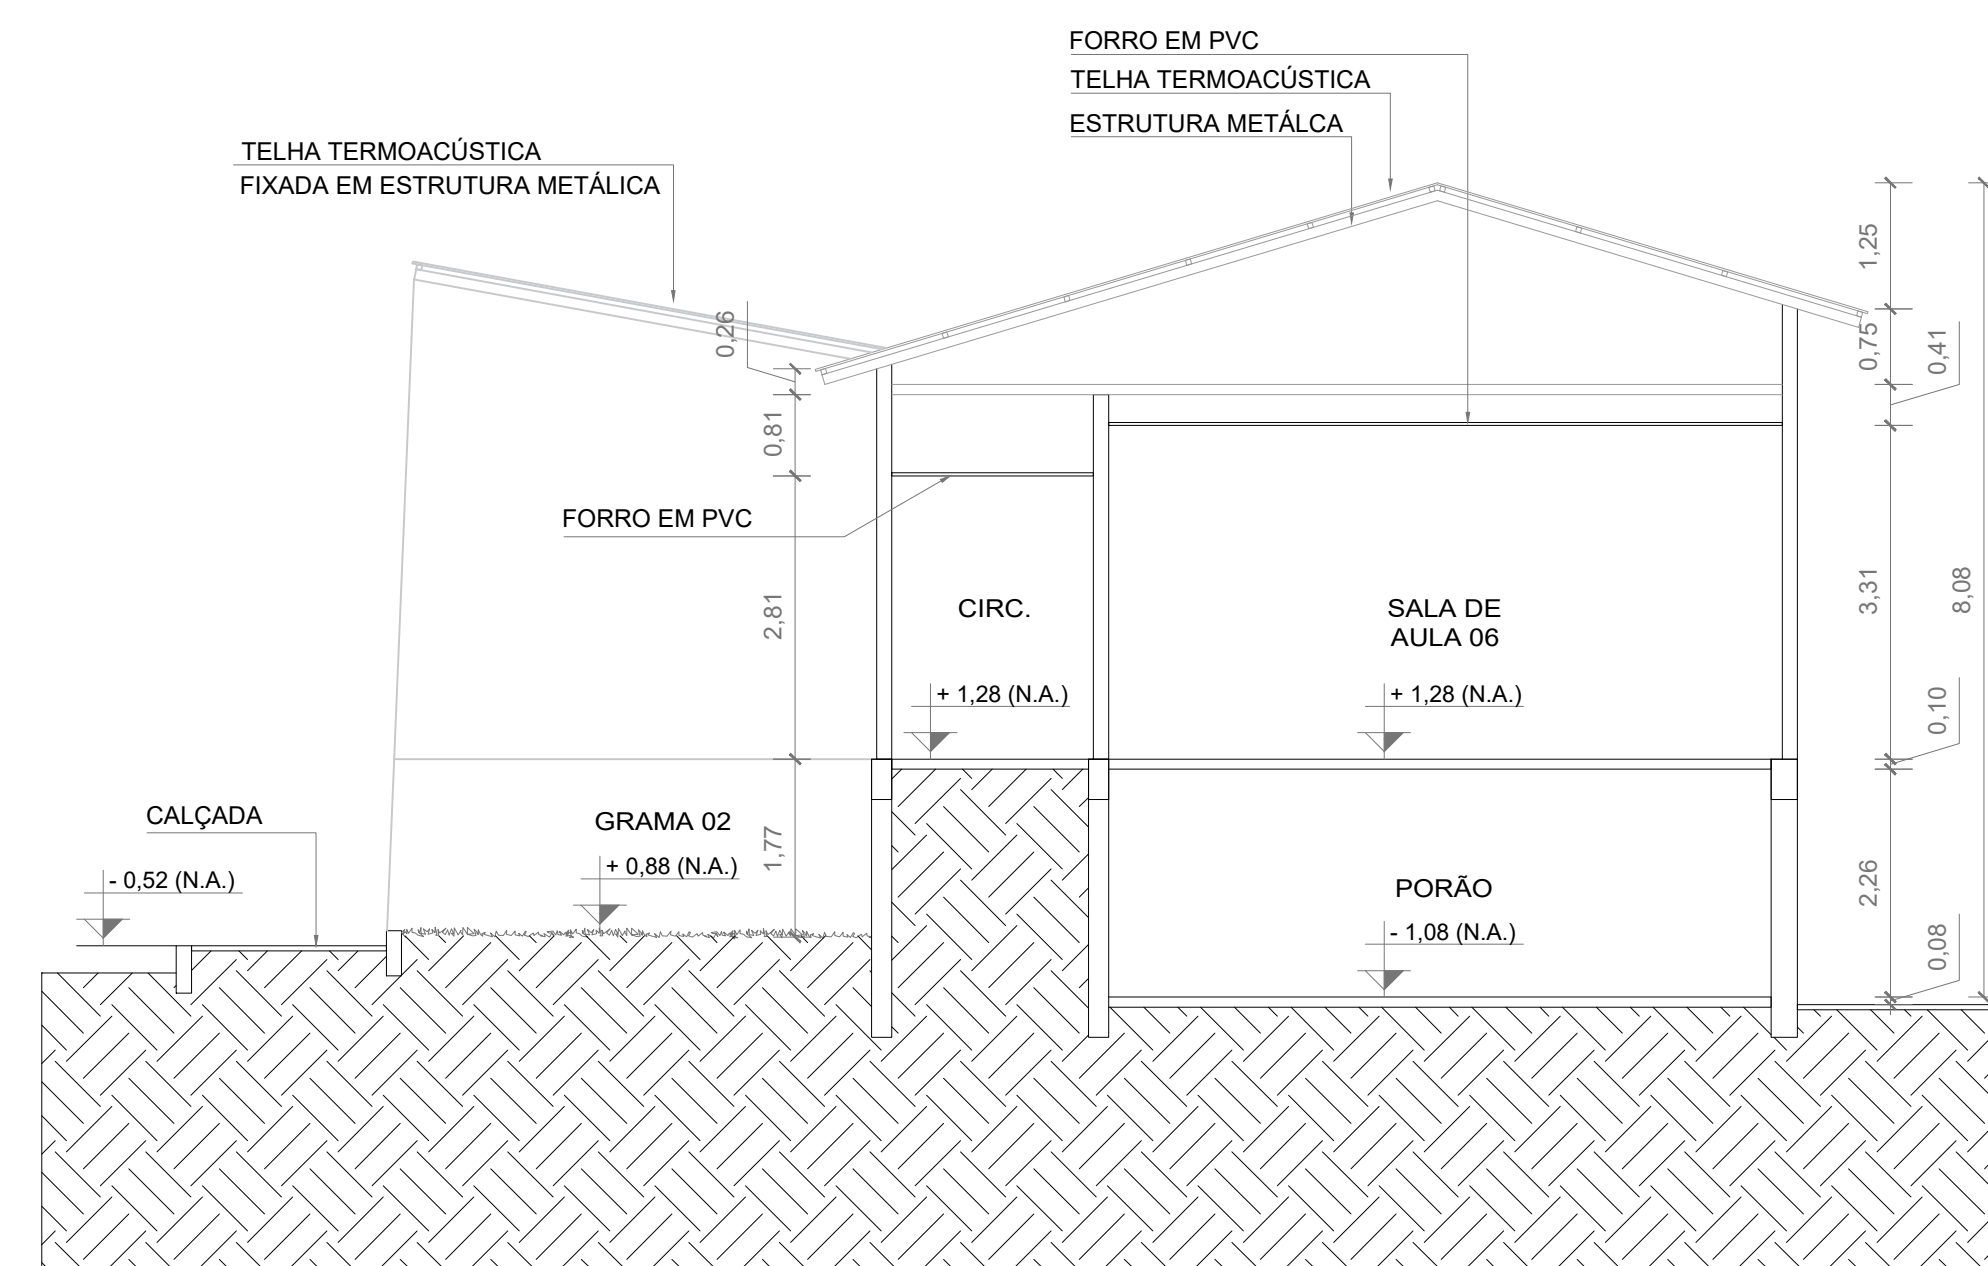 FORRO EM PVC
TELHA TERMOACÚSTICA
ESTRUTURA METÁLCA
TELHA TERMOACÚSTICA
FIXADA EM ESTRUTURA METÁLICA
1,25
0,26
0,75
0,41
0,81
FORRO EM PVC
2,81
CIRC.
SALA DE
AULA 06
3,31
8,08
+ 1,28 (N.A.)
+ 1,28 (N.A.)
0,10
CALÇADA
GRAMA 02
1,77
- 0,52 (N.A.)
+ 0,88 (N.A.)
PORÃO
2,26
- 1,08 (N.A.)
0,08